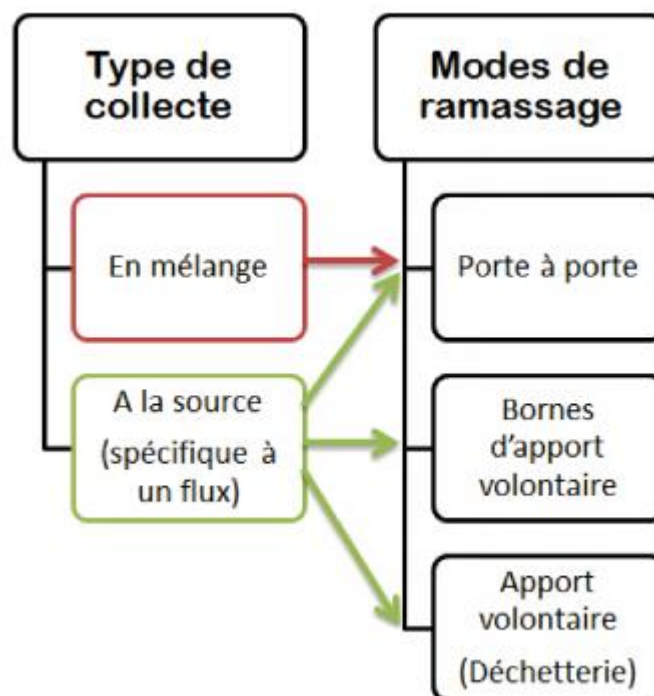 Type de
collecte
Modes de
ramassage
En mélange
Porte à porte
A la source
(spécifique à
un flux)
Bornes
d'apport
volontaire
Apport
volontaire
(Déchetterie)